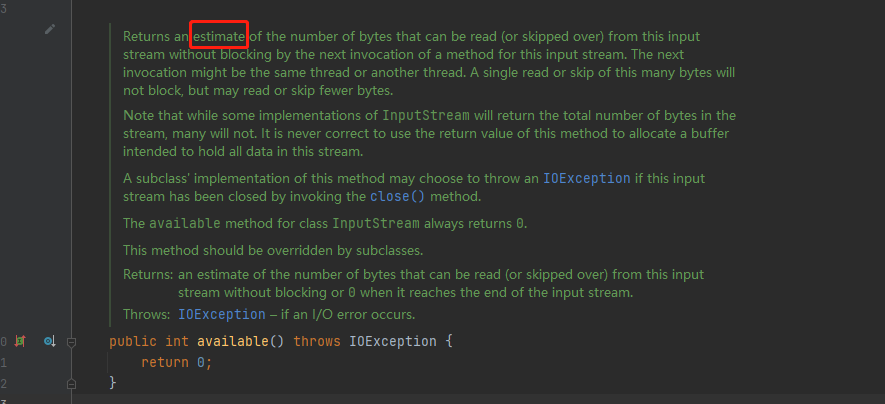 3
Returns an estimate of the number of bytes that can be read (or skipped over) from this input
stream without blocking by the next invocation of a method for this input stream. The next
invocation might be the same thread or another thread. A single read or skip of this many bytes will
not block, but may read or skip fewer bytes.
Note that while some implementations of InputStream will return the total number of bytes in the
stream, many will not. It is never correct to use the return value of this method to allocate a buffer
intended to hold all data in this stream.
A subclass' implementation of this method may choose to throw an IOException if this input
stream has been closed by invoking the close() method.
The available method for class InputStream always returns 0.
This method should be overridden by subclasses.
Returns: an estimate of the number of bytes that can be read (or skipped over) from this input
stream without blocking or 0 when it reaches the end of the input stream.
Throws: IOException – if an I/O error occurs.
0 public int available() throws IOException {
1 return 0;
2 }
3